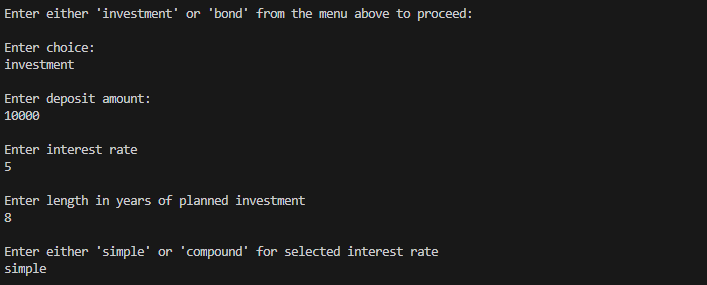 Enter either 'investment' or 'bond' from the menu above to proceed:
Enter choice:
investment
Enter deposit amount:
10000
Enter interest rate
5
Enter length in years of planned investment
8
Enter either 'simple' or 'compound' for selected interest rate
simple